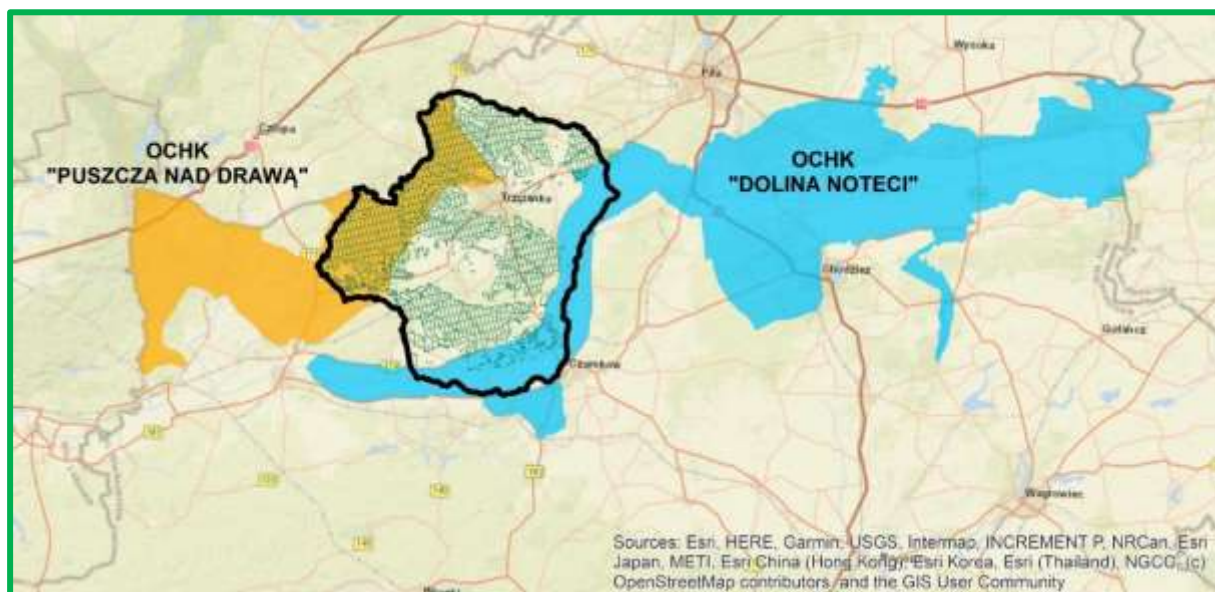 Wysoka
Piła
Człopa
OCHK
"PUSZCZA NAD DRAWĄ"
OCHK
"DOLINA NOTECI"
Trzcianka
Chodzież
Gołańcz
Czarnków
Wągrowiec
Sources: Esri, HERE, Garmin, USGS, Intermap, INCREMENT P, NRCan, Esri
Japan, METI, Esri China (Hong Kong), Esri Korea, Esri (Thailand), NGCC, (c)
OpenStreetMap contributors, and the GIS User Community